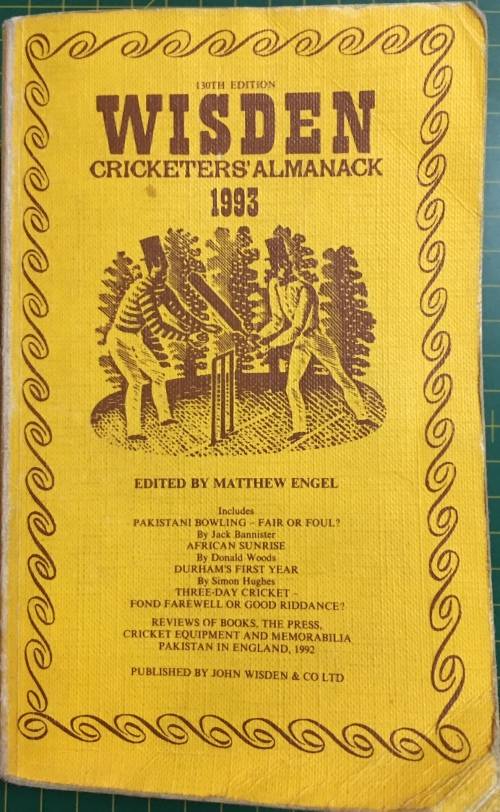 130TH EDITION
WISDEN
CRICKETERS' ALMANACK
1993
EDITED BY MATTHEW ENGEL
Includes
PAKISTANI BOWLING – FAIR OR FOUL?
By Jack Bannister
AFRICAN SUNRISE
By Donald Woods
DURHAM'S FIRST YEAR
By Simon Hughes
THREE-DAY CRICKET –
FOND FAREWELL OR GOOD RIDDANCE?
REVIEWS OF BOOKS, THE PRESS,
CRICKET EQUIPMENT AND MEMORABILIA
PAKISTAN IN ENGLAND, 1992
PUBLISHED BY JOHN WISDEN & CO LTD